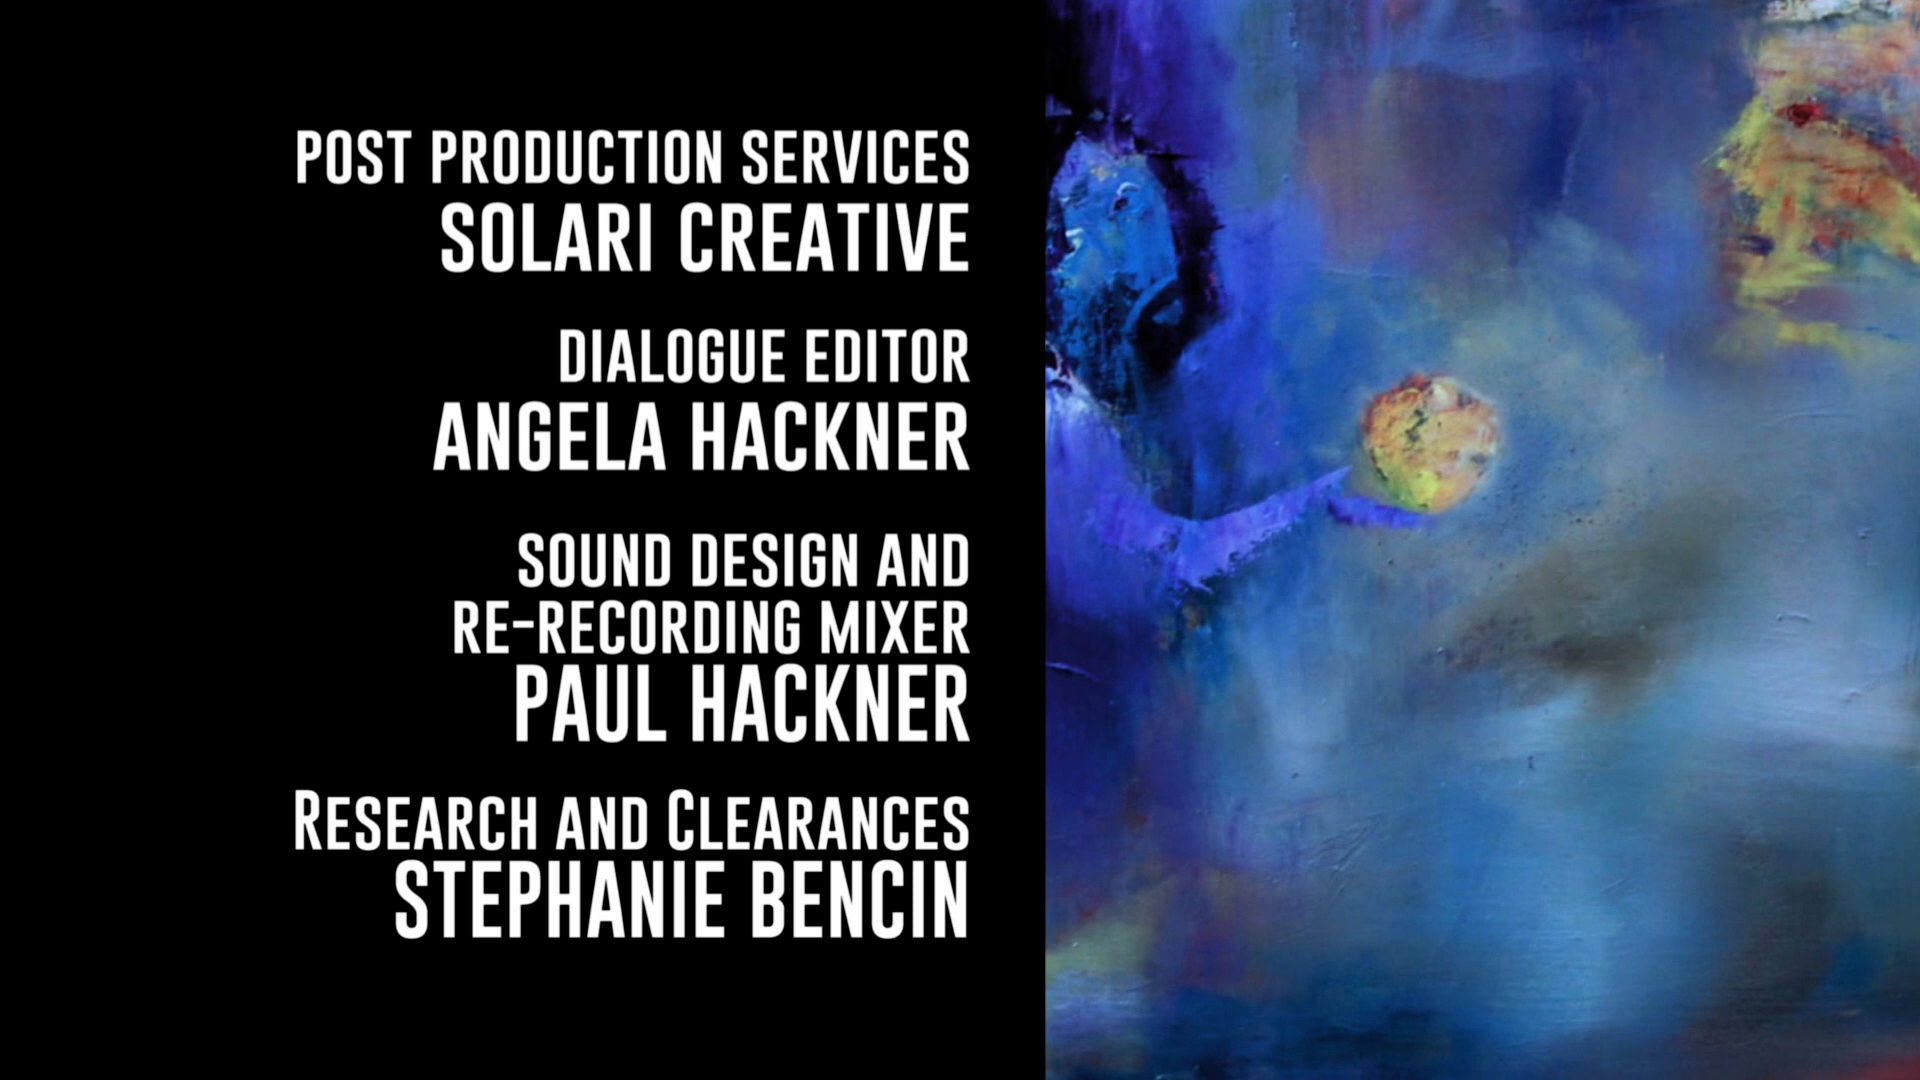 POST PRODUCTION SERVICES
SOLARI CREATIVE
DIALOGUE EDITOR
ANGELA HACKNER
SOUND DESIGN AND
RE-RECORDING MIXER
PAUL HACKNER
RESEARCH AND CLEARANCES
STEPHANIE BENCIN